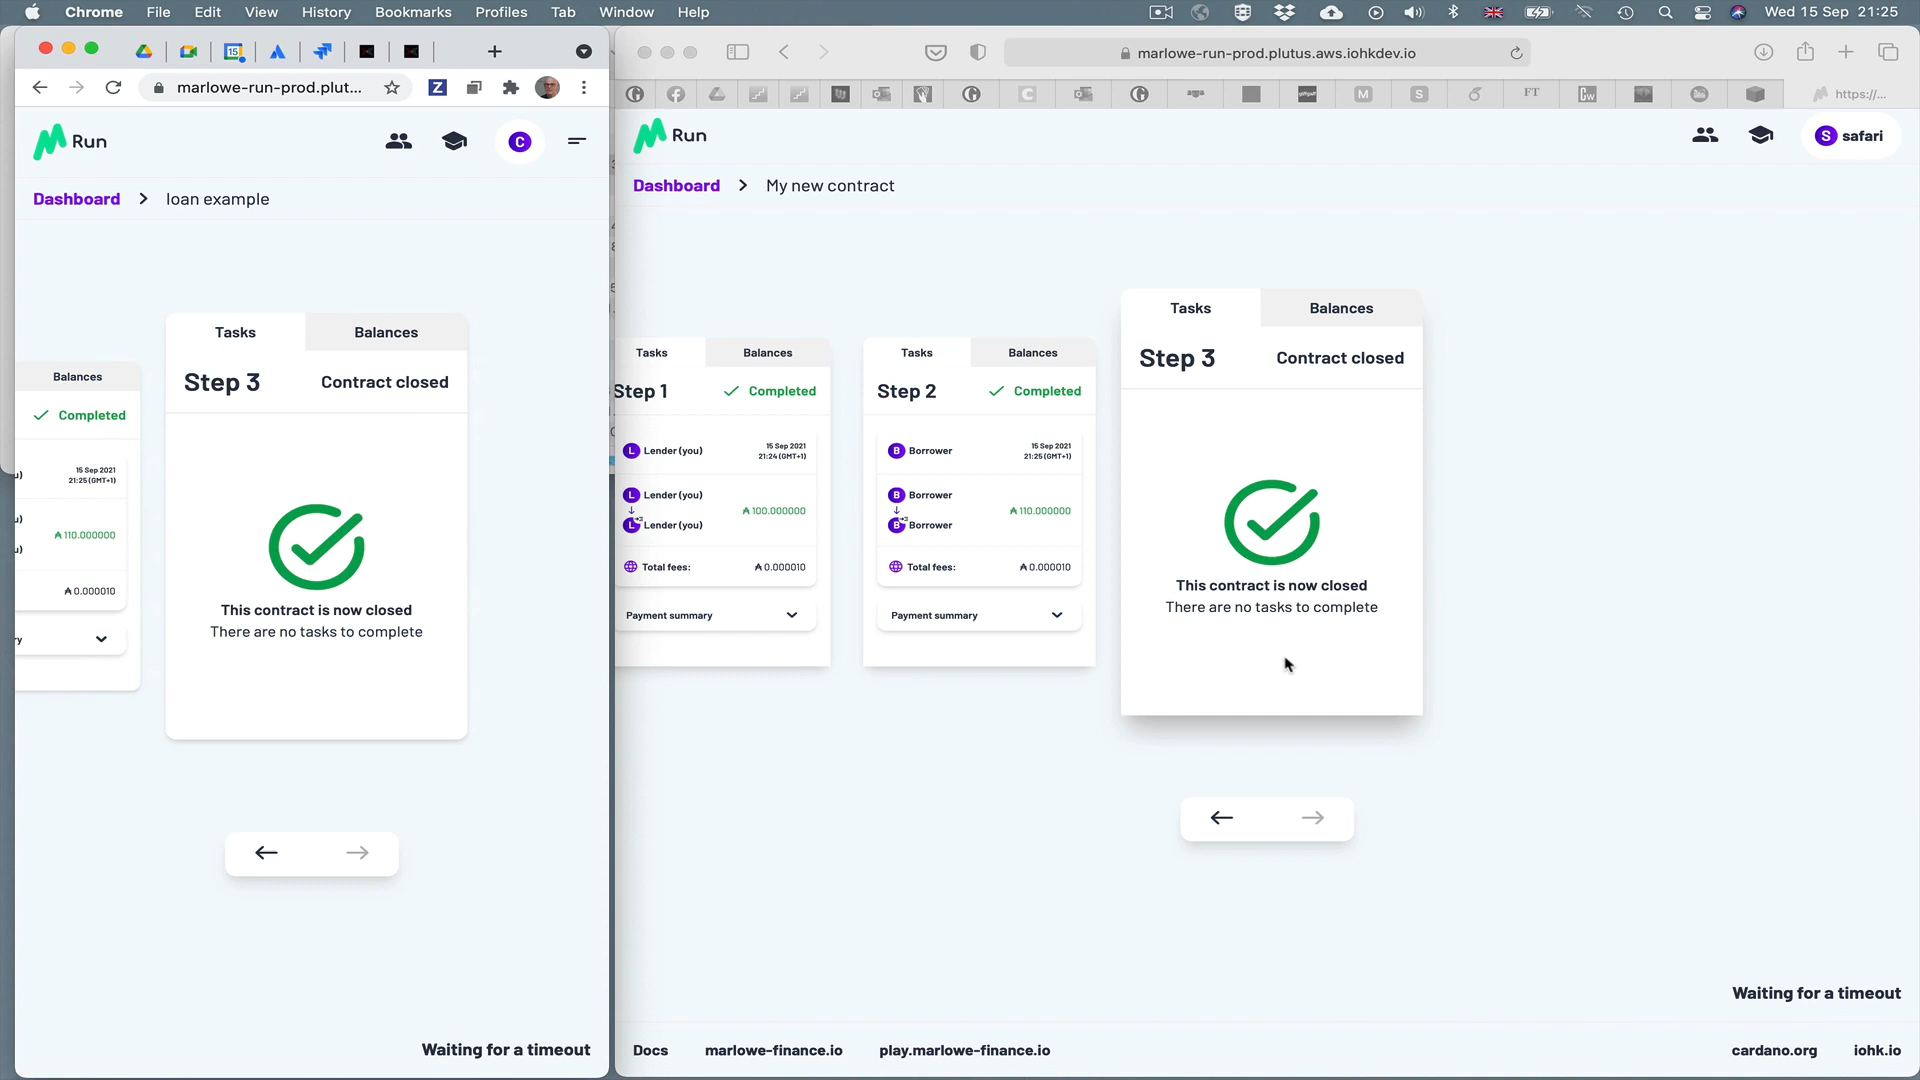 Chrome File Edit View History Bookmarks Profiles Tab Window Help Wed 15 Sep 21:25
marlowe-run-prod.plut...
Run
C
Dashboard > loan example
Balances
Completed
15 Sep 2021
21:25 (GMT+1)
₳ 110.000000
₳ 0.000010
Tasks Balances
Step 3 Contract closed
This contract is now closed
There are no tasks to complete
Waiting for a timeout
marlowe-run-prod.plutus.aws.iohkdev.io
https://...
Run
S safari
Dashboard > My new contract
Tasks Balances
Step 1 Completed
L Lender (you) 15 Sep 2021
21:24 (GMT+1)
L Lender (you)
₳ 100.000000
L Lender (you)
Total fees: ₳ 0.000010
Payment summary
Tasks Balances
Step 2 Completed
B Borrower 15 Sep 2021
21:25 (GMT+1)
B Borrower
₳ 110.000000
B Borrower
Total fees: ₳ 0.000010
Payment summary
Tasks Balances
Step 3 Contract closed
This contract is now closed
There are no tasks to complete
Waiting for a timeout
Docs marlowe-finance.io play.marlowe-finance.io cardano.org iohk.io